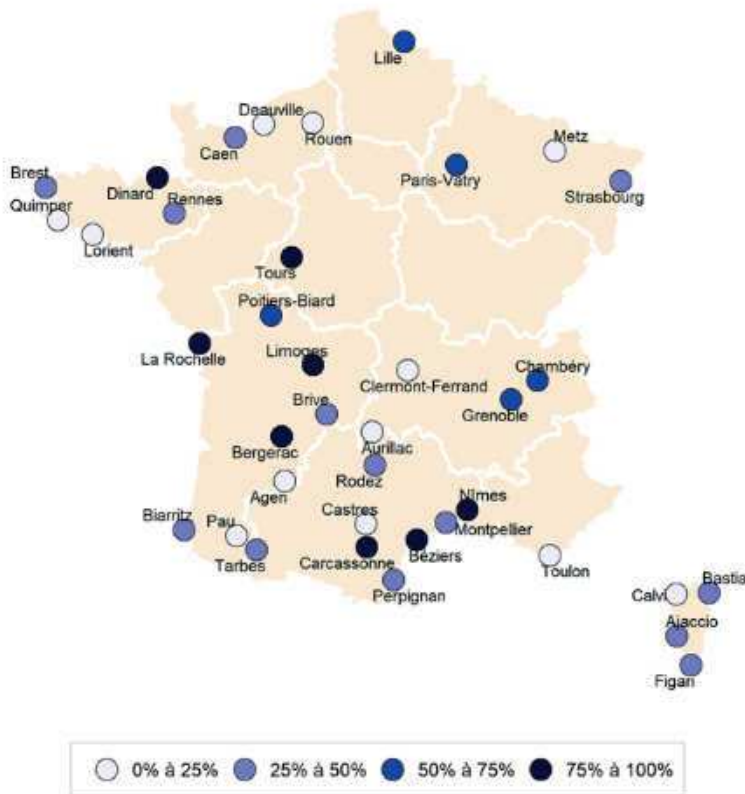 Lille
Deauville
Rouen
Caen
Metz
Paris-Vatry
Strasbourg
Brest
Dinard
Rennes
Quimper
Lorient
Tours
Poitiers-Biard
La Rochelle
Limoges
Clermont-Ferrand
Chambéry
Grenoble
Brive
Bergerac
Aurillac
Rodez
Agen
Nîmes
Castres
Montpellier
Biarritz
Pau
Tarbes
Carcassonne
Béziers
Toulon
Perpignan
Calvi
Bastia
Ajaccio
Figari
0% à 25% 25% à 50% 50% à 75% 75% à 100%